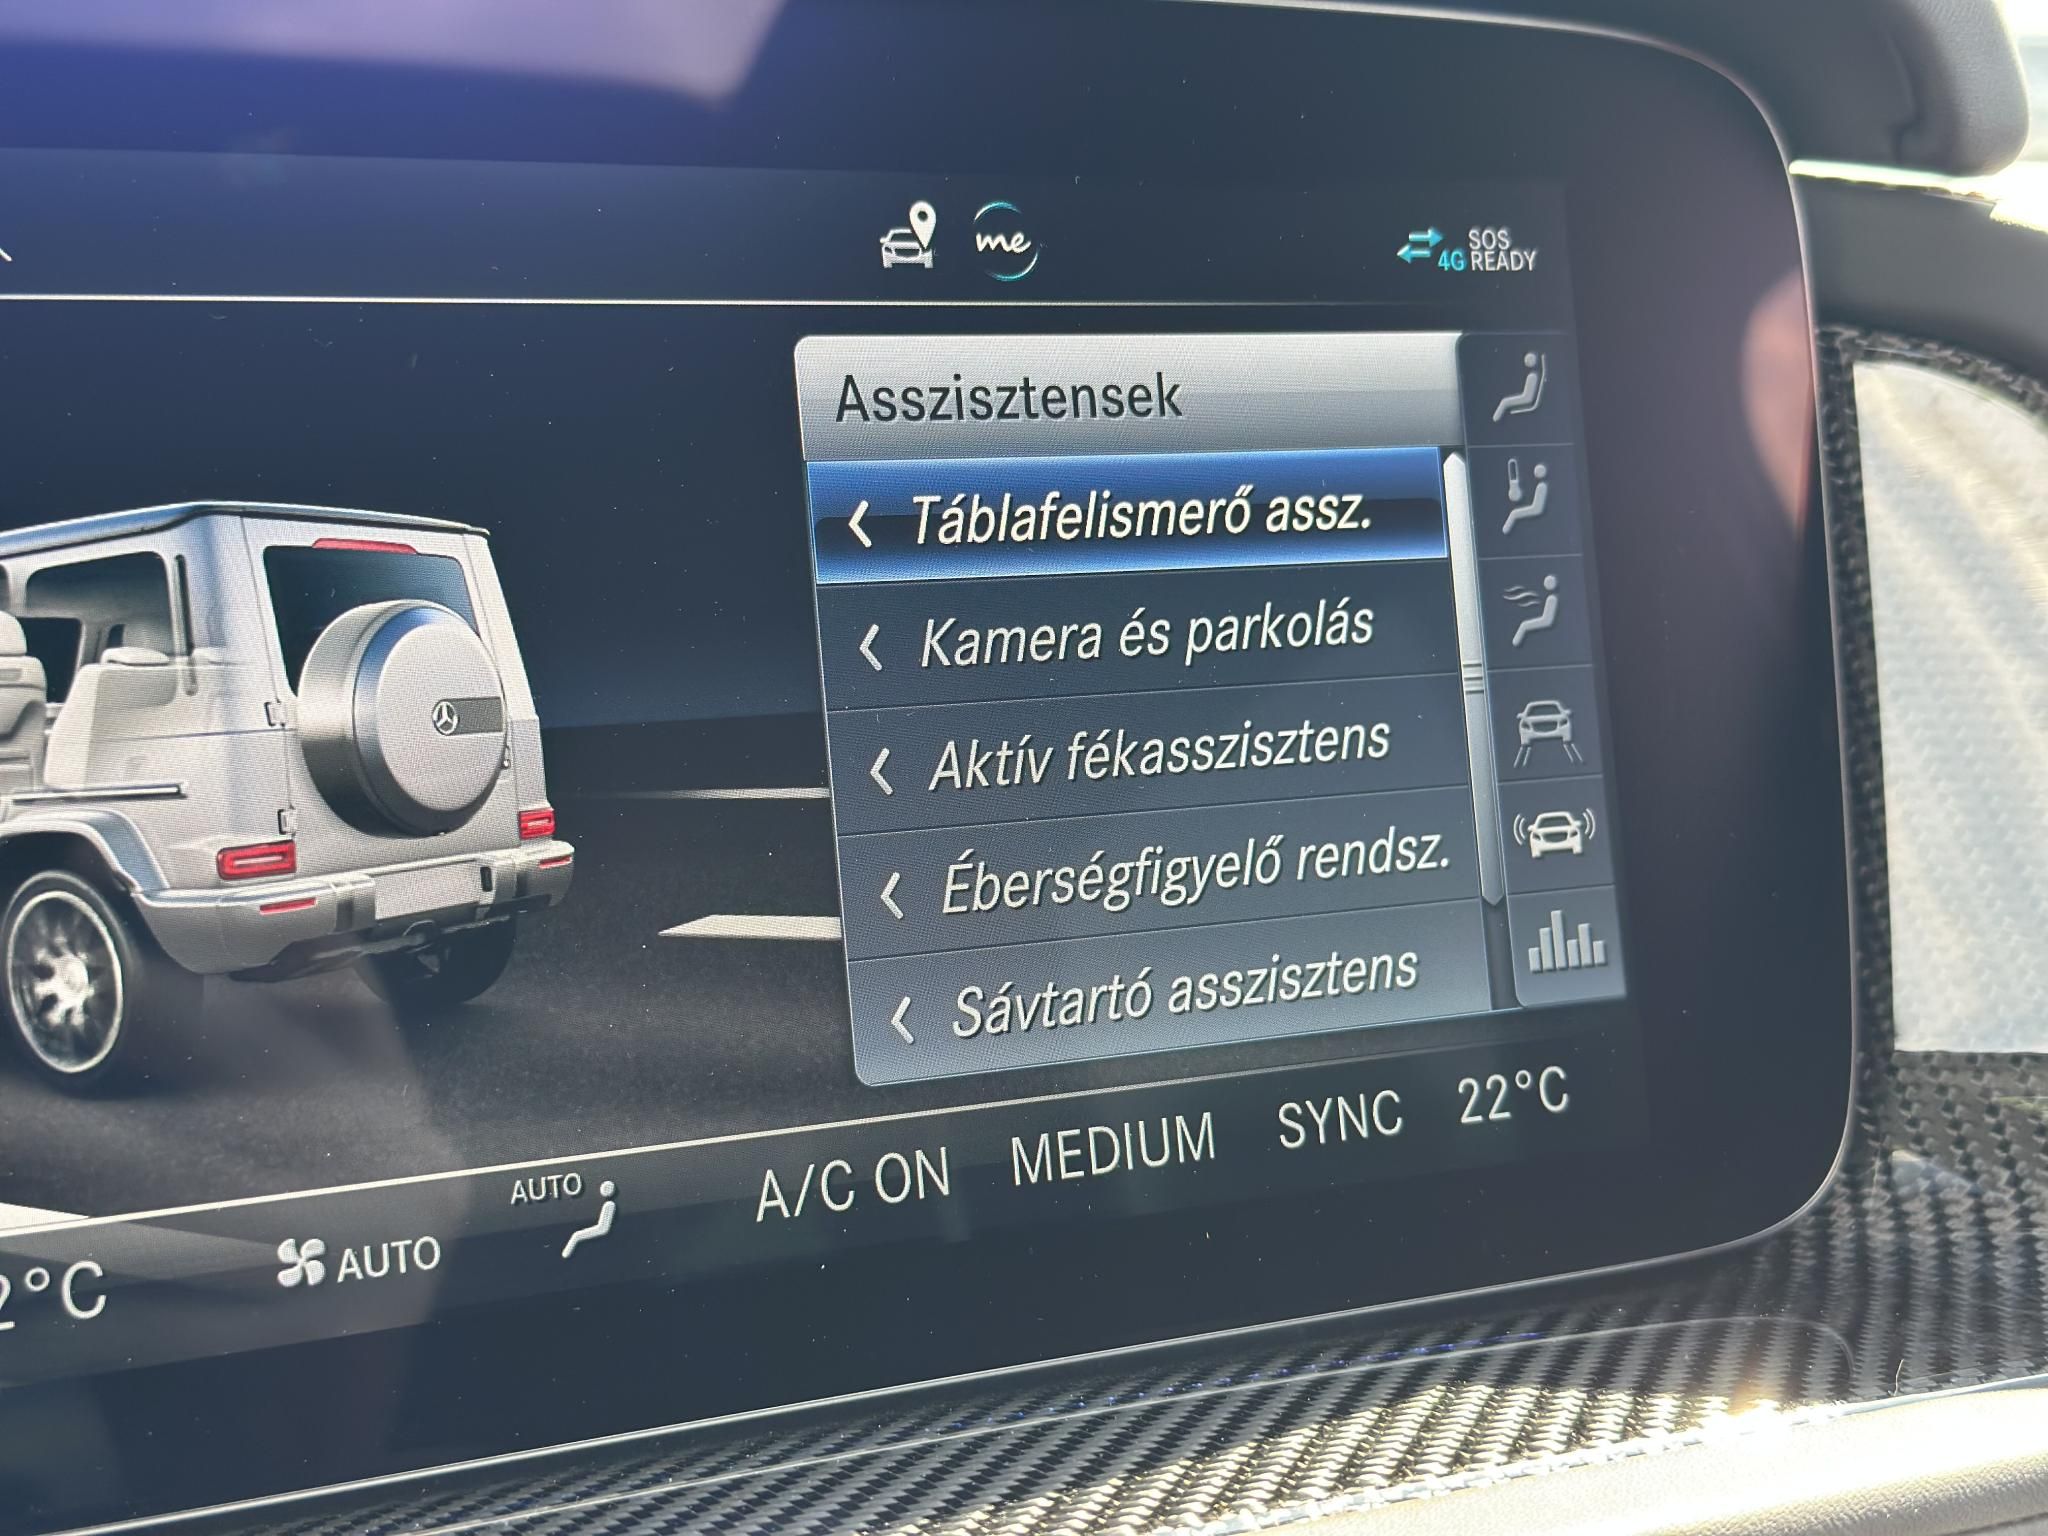 me
4G
SOS
READY
Asszisztensek
Táblafelismerő assz.
Kamera és parkolás
Aktív fékasszisztens
Éberségfigyelő rendsz.
Sávtartó asszisztens
2°C
AUTO
AUTO
A/C ON
MEDIUM
SYNC
22°C